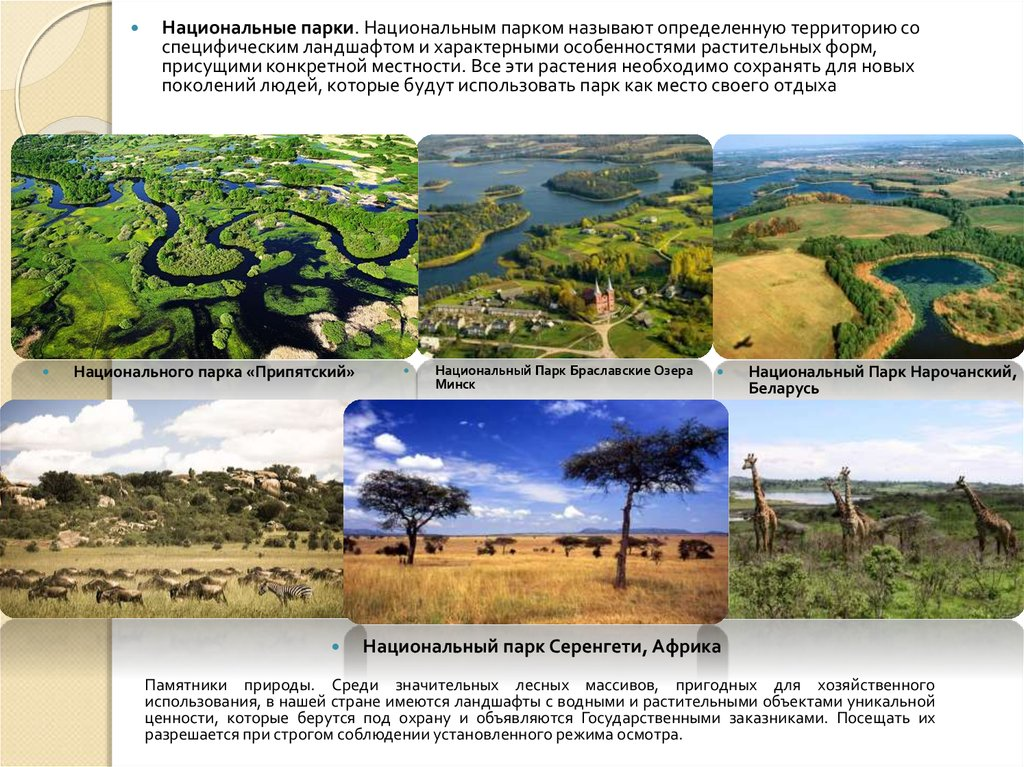 Национальные парки. Национальным парком называют определенную территорию со
специфическим ландшафтом и характерными особенностями растительных форм,
присущими конкретной местности. Все эти растения необходимо сохранять для новых
поколений людей, которые будут использовать парк как место своего отдыха
Национального парка «Припятский»
Национальный Парк Браславские Озера
Минск
Национальный Парк Нарочанский,
Беларусь
Национальный парк Серенгети, Африка
Памятники природы. Среди значительных лесных массивов, пригодных для хозяйственного
использования, в нашей стране имеются ландшафты с водными и растительными объектами уникальной
ценности, которые берутся под охрану и объявляются Государственными заказниками. Посещать их
разрешается при строгом соблюдении установленного режима осмотра.